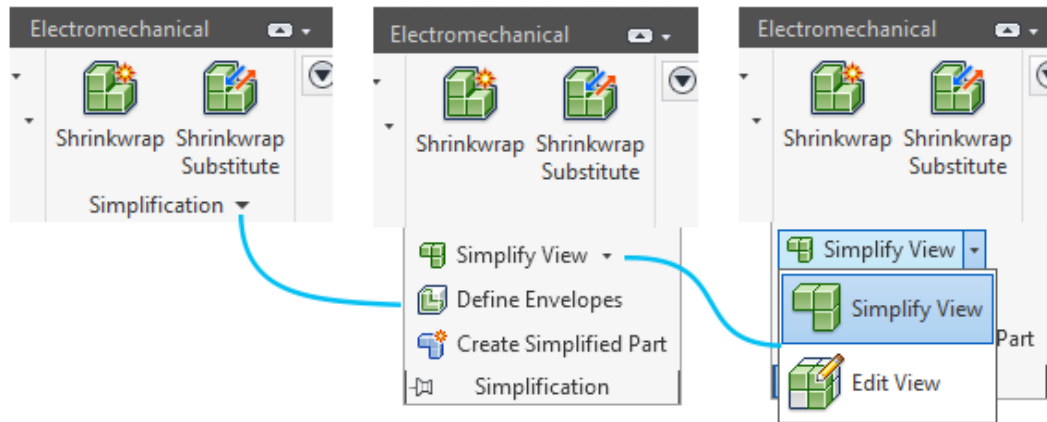 Electromechanical
Shrinkwrap Shrinkwrap
Substitute
Simplification
Electromechanical
Shrinkwrap Shrinkwrap
Substitute
Simplify View
Define Envelopes
Create Simplified Part
Simplification
Electromechanical
Shrinkwrap Shrinkwrap
Substitute
Simplify View
Simplify View
Part
Edit View